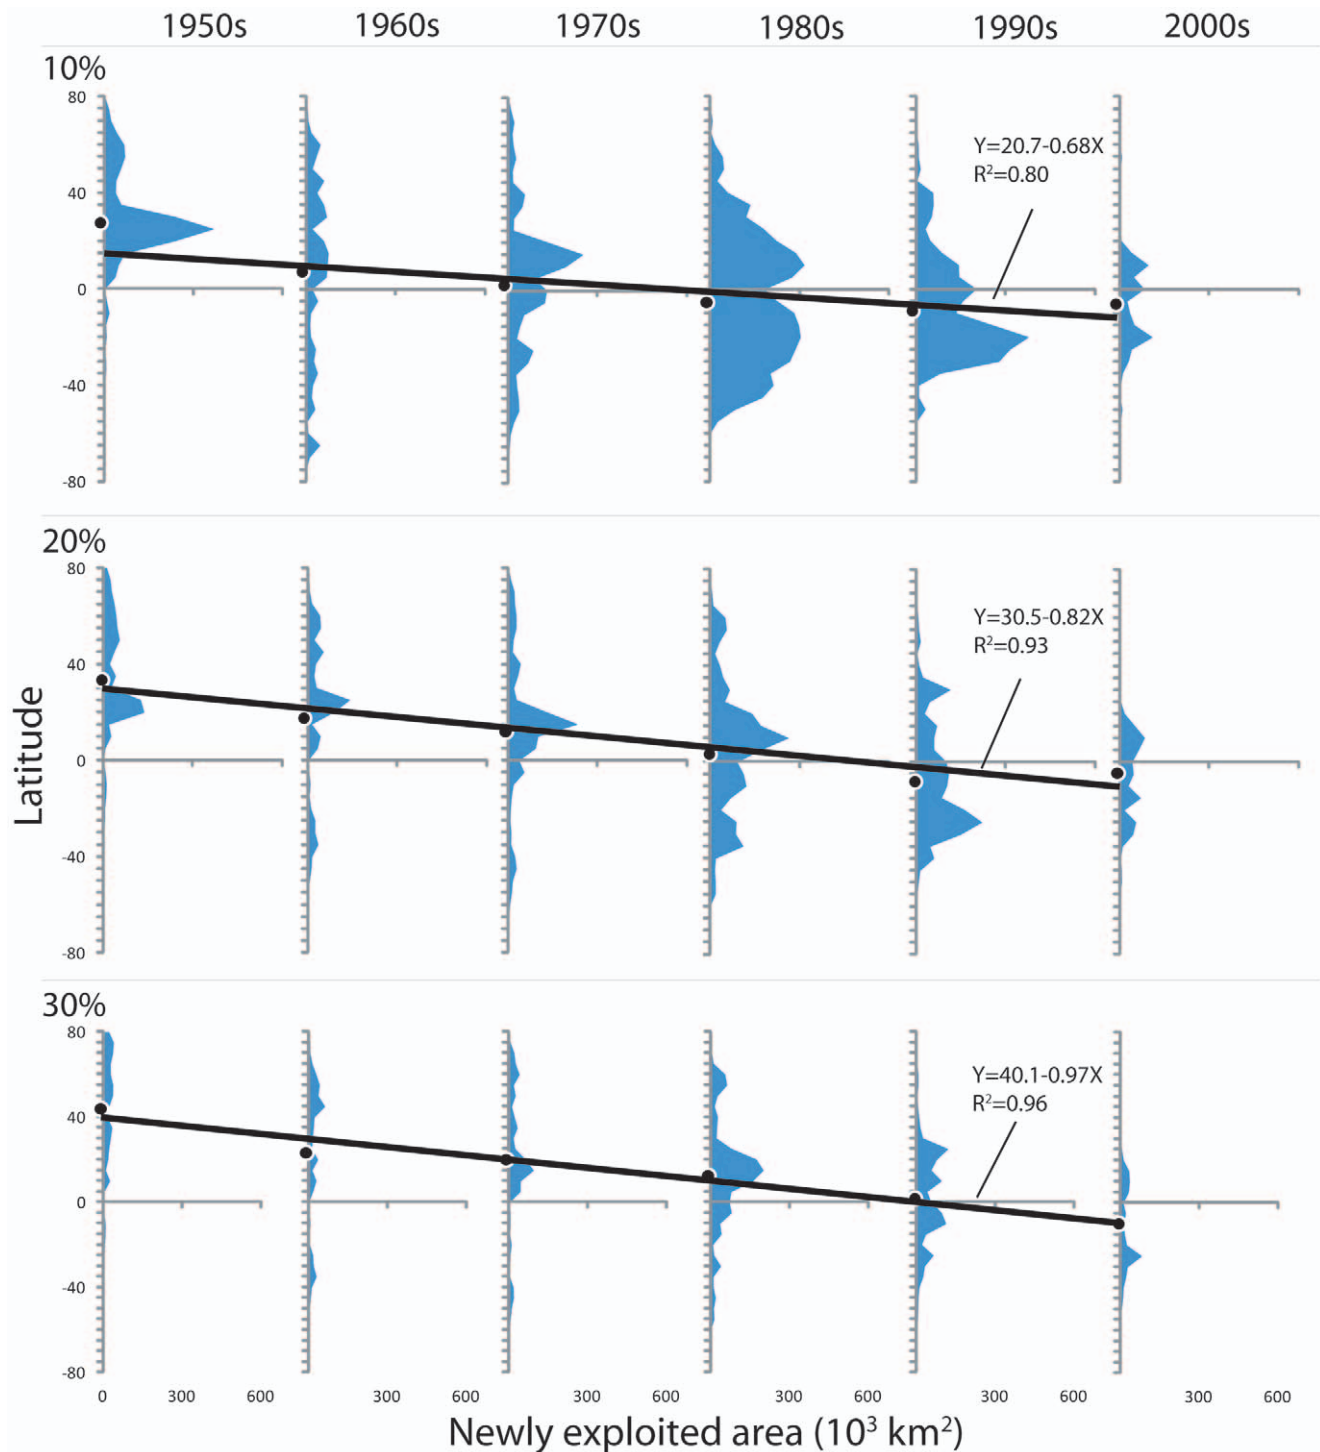 1950s 1960s 1970s 1980s 1990s 2000s
10%
80
40
0
-40
-80
Y=20.7-0.68X
R²=0.80
20%
80
40
0
-40
-80
Y=30.5-0.82X
R²=0.93
Latitude
30%
80
40
0
-40
-80
Y=40.1-0.97X
R²=0.96
0 300 600 300 600 300 600 300 600 300 600 300 600
Newly exploited area (10³ km²)